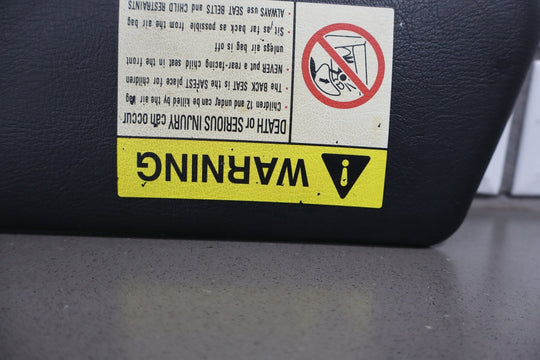 WARNING
DEATH or SERIOUS INJURY can occur
• Children 12 and under can be killed by the air bag
• The BACK SEAT is the SAFEST place for children
• NEVER put a rear-facing child seat in the front
unless air bag is off
• Sit as far back as possible from the air bag
• ALWAYS use SEAT BELTS and CHILD RESTRAINTS